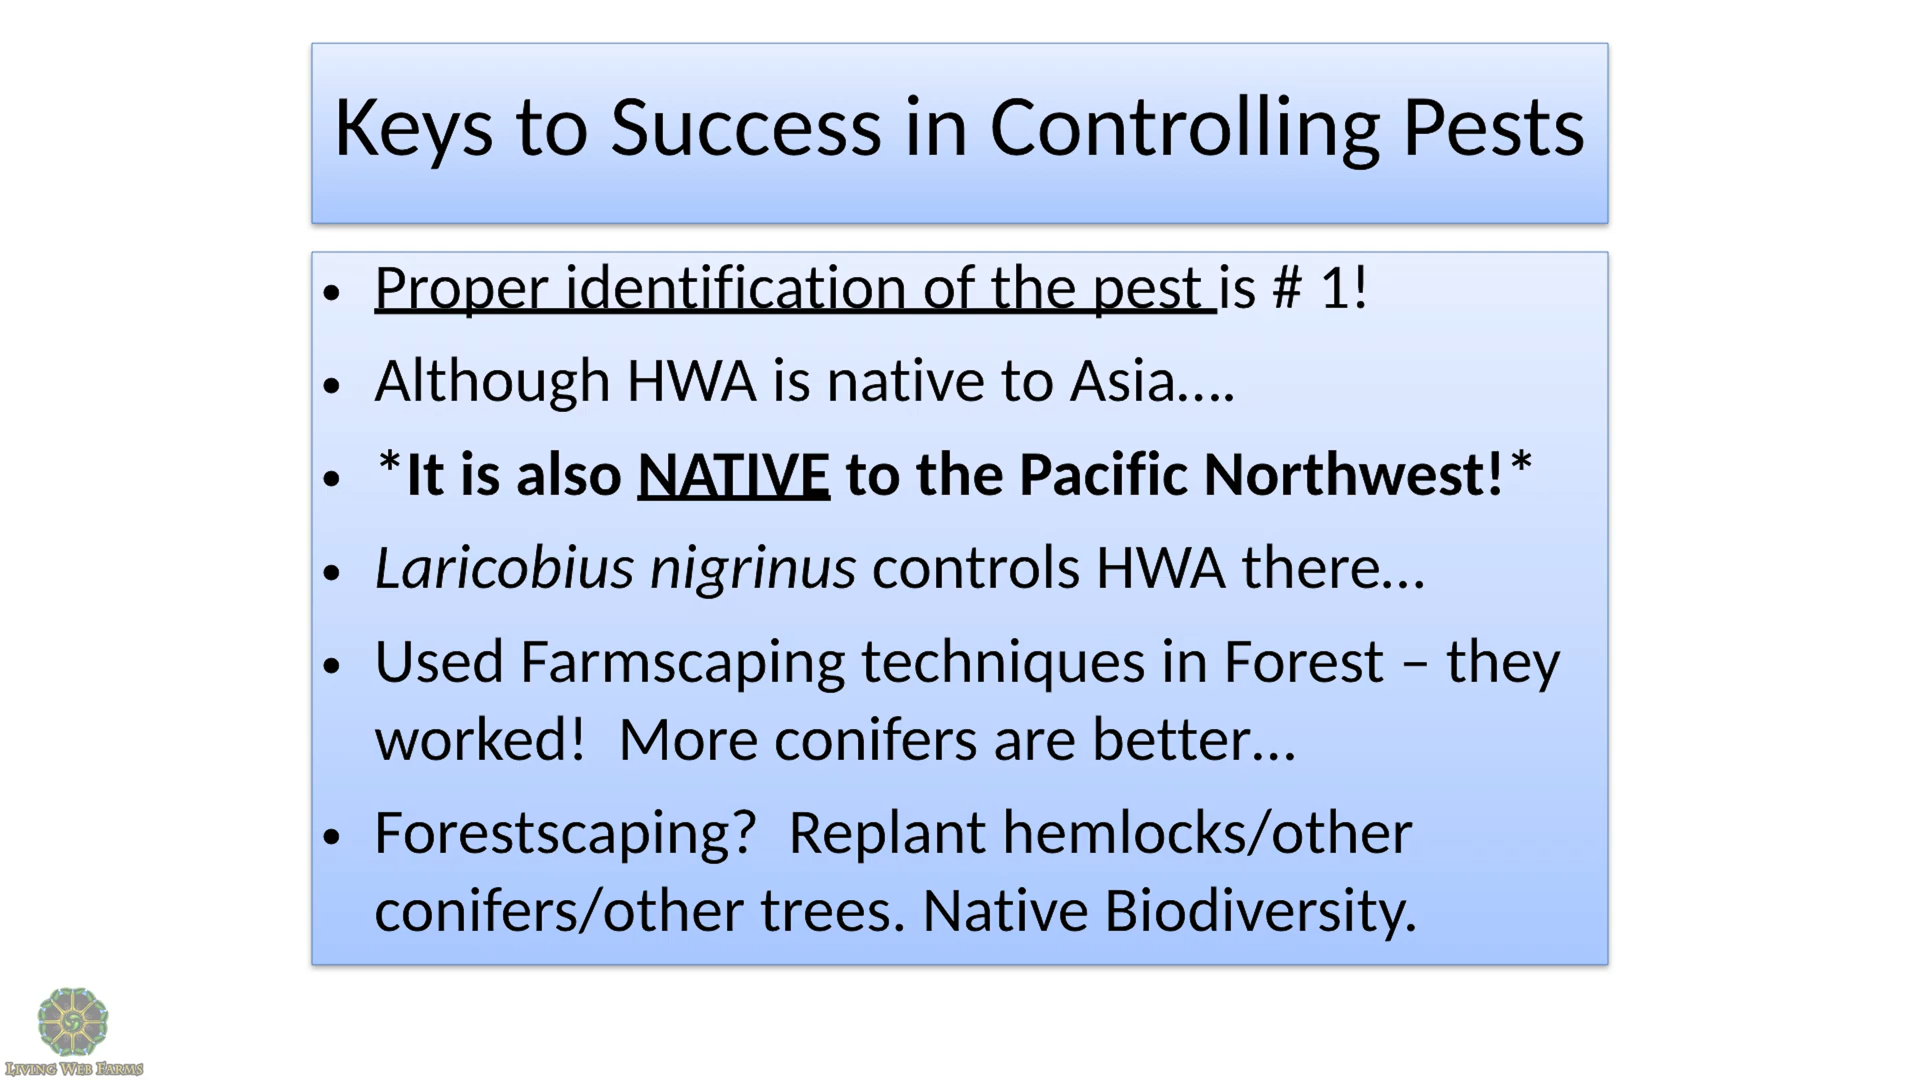 Keys to Success in Controlling Pests
• Proper identification of the pest is # 1!
• Although HWA is native to Asia....
• *It is also NATIVE to the Pacific Northwest!*
• Laricobius nigrinus controls HWA there...
• Used Farmscaping techniques in Forest – they
worked!  More conifers are better...
• Forestscaping?  Replant hemlocks/other
conifers/other trees. Native Biodiversity.
Living Web Farms